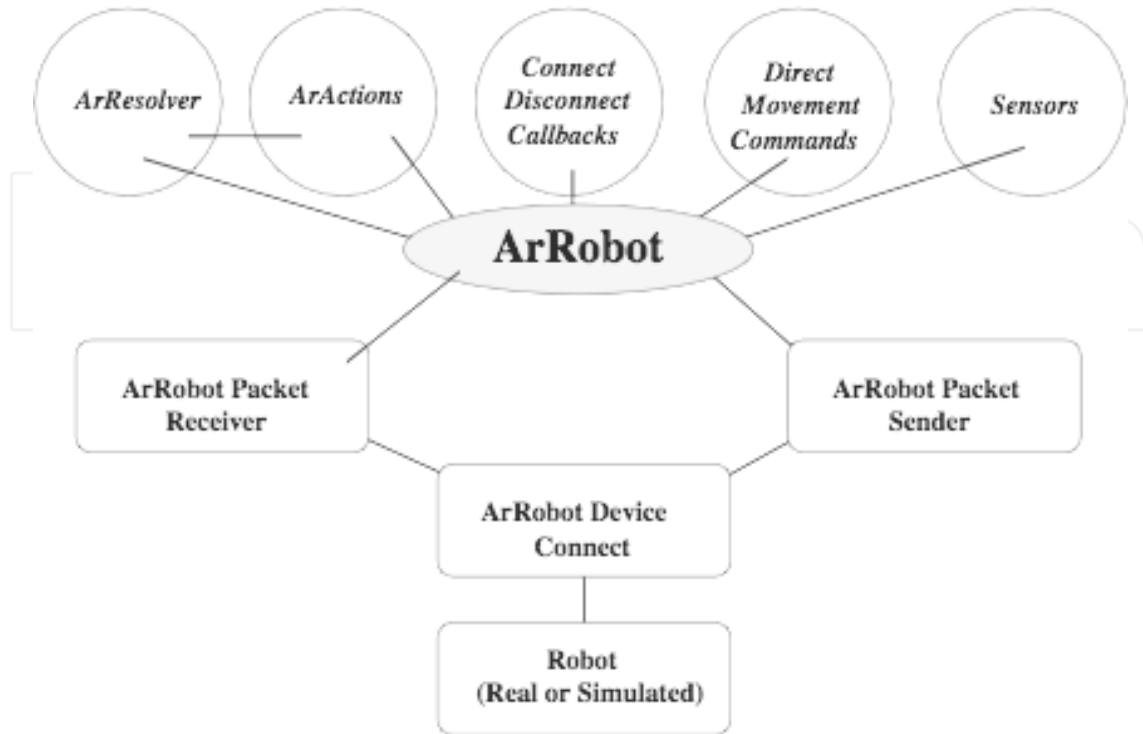 ArResolver
ArActions
Connect
Disconnect
Callbacks
Direct
Movement
Commands
Sensors
ArRobot
ArRobot Packet
Receiver
ArRobot Packet
Sender
ArRobot Device
Connect
Robot
(Real or Simulated)